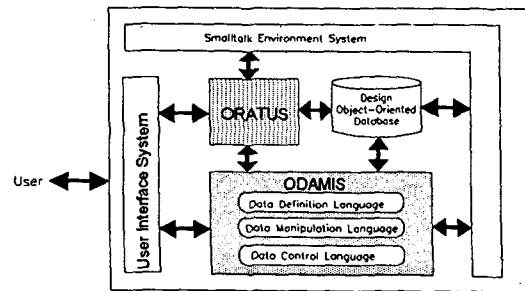 Smalltalk Environment System
User
User Interface System
ORATUS
Design
Object-Oriented
Database
ODAMIS
Data Definition Language
Data Manipulation Language
Data Control Language